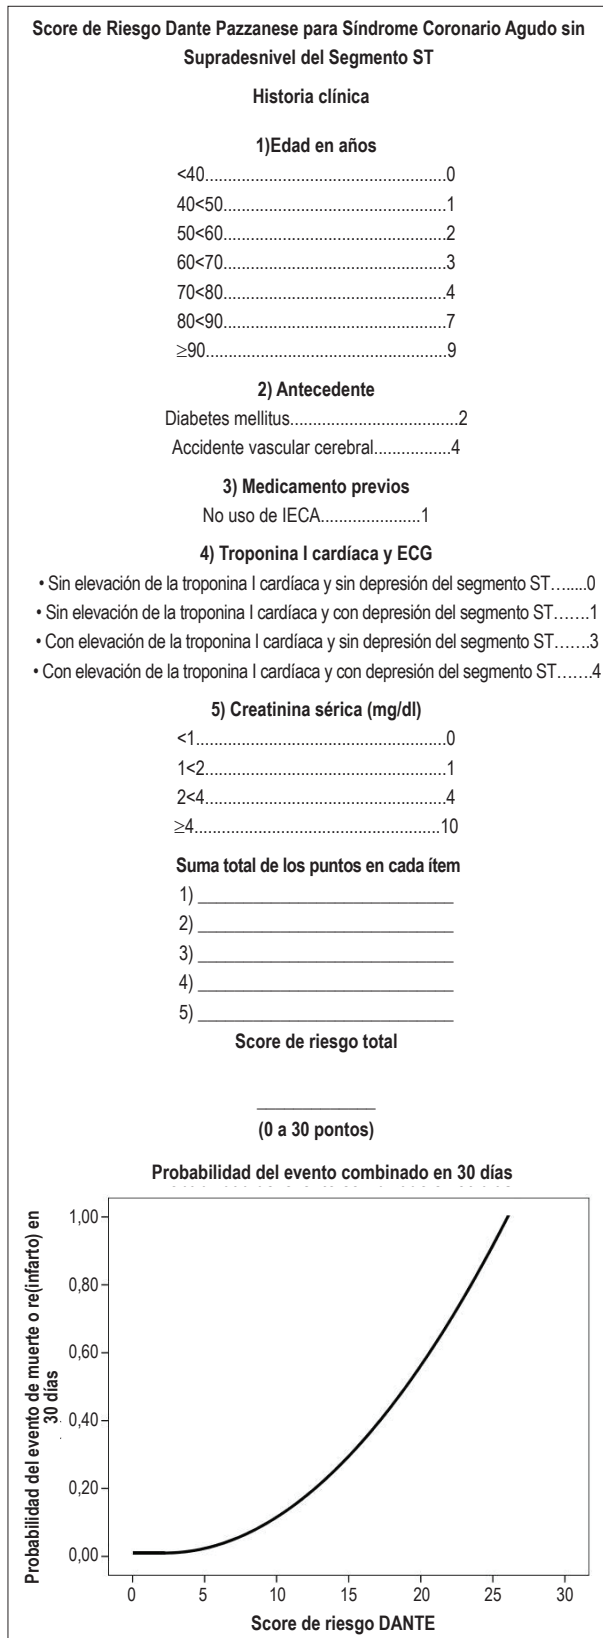 Score de Riesgo Dante Pazzanese para Síndrome Coronario Agudo sin
Supradesnivel del Segmento ST
Historia clínica
1)Edad en años
<40......................................................0
40<50.................................................1
50<60.................................................2
60<70.................................................3
70<80.................................................4
80<90.................................................7
≥90.....................................................9
2) Antecedente
Diabetes mellitus.....................................2
Accidente vascular cerebral.................4
3) Medicamento previos
No uso de IECA......................1
4) Troponina I cardíaca y ECG
• Sin elevación de la troponina I cardíaca y sin depresión del segmento ST….....0
• Sin elevación de la troponina I cardíaca y con depresión del segmento ST…….1
• Con elevación de la troponina I cardíaca y sin depresión del segmento ST…….3
• Con elevación de la troponina I cardíaca y con depresión del segmento ST…….4
5) Creatinina sérica (mg/dl)
<1.......................................................0
1<2.....................................................1
2<4.....................................................4
≥4.....................................................10
Suma total de los puntos en cada ítem
1) ____________________________
2) ____________________________
3) ____________________________
4) ____________________________
5) ____________________________
Score de riesgo total
_____________
(0 a 30 pontos)
Probabilidad del evento combinado en 30 días
Probabilidad del evento de muerte o re(infarto) en
30 días
1,00
0,80
0,60
0,40
0,20
0,00
0 5 10 15 20 25 30
Score de riesgo DANTE